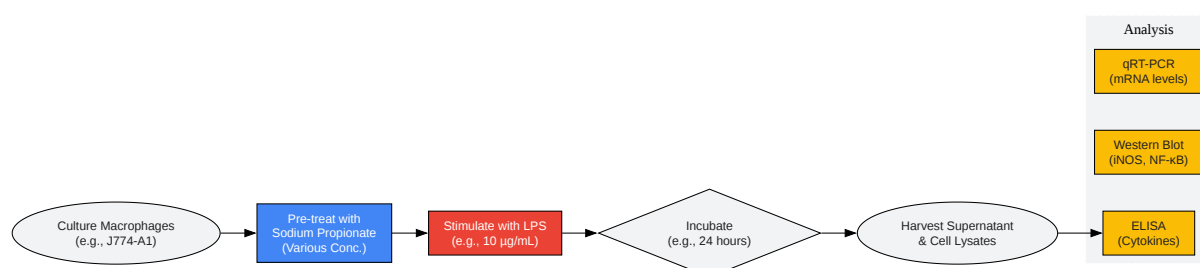 Analysis
qRT-PCR
(mRNA levels)
Western Blot
(iNOS, NF-κB)
Culture Macrophages
(e.g., J774-A1)
Pre-treat with
Sodium Propionate
(Various Conc.)
Stimulate with LPS
(e.g., 10 µg/mL)
Incubate
(e.g., 24 hours)
Harvest Supernatant
& Cell Lysates
ELISA
(Cytokines)